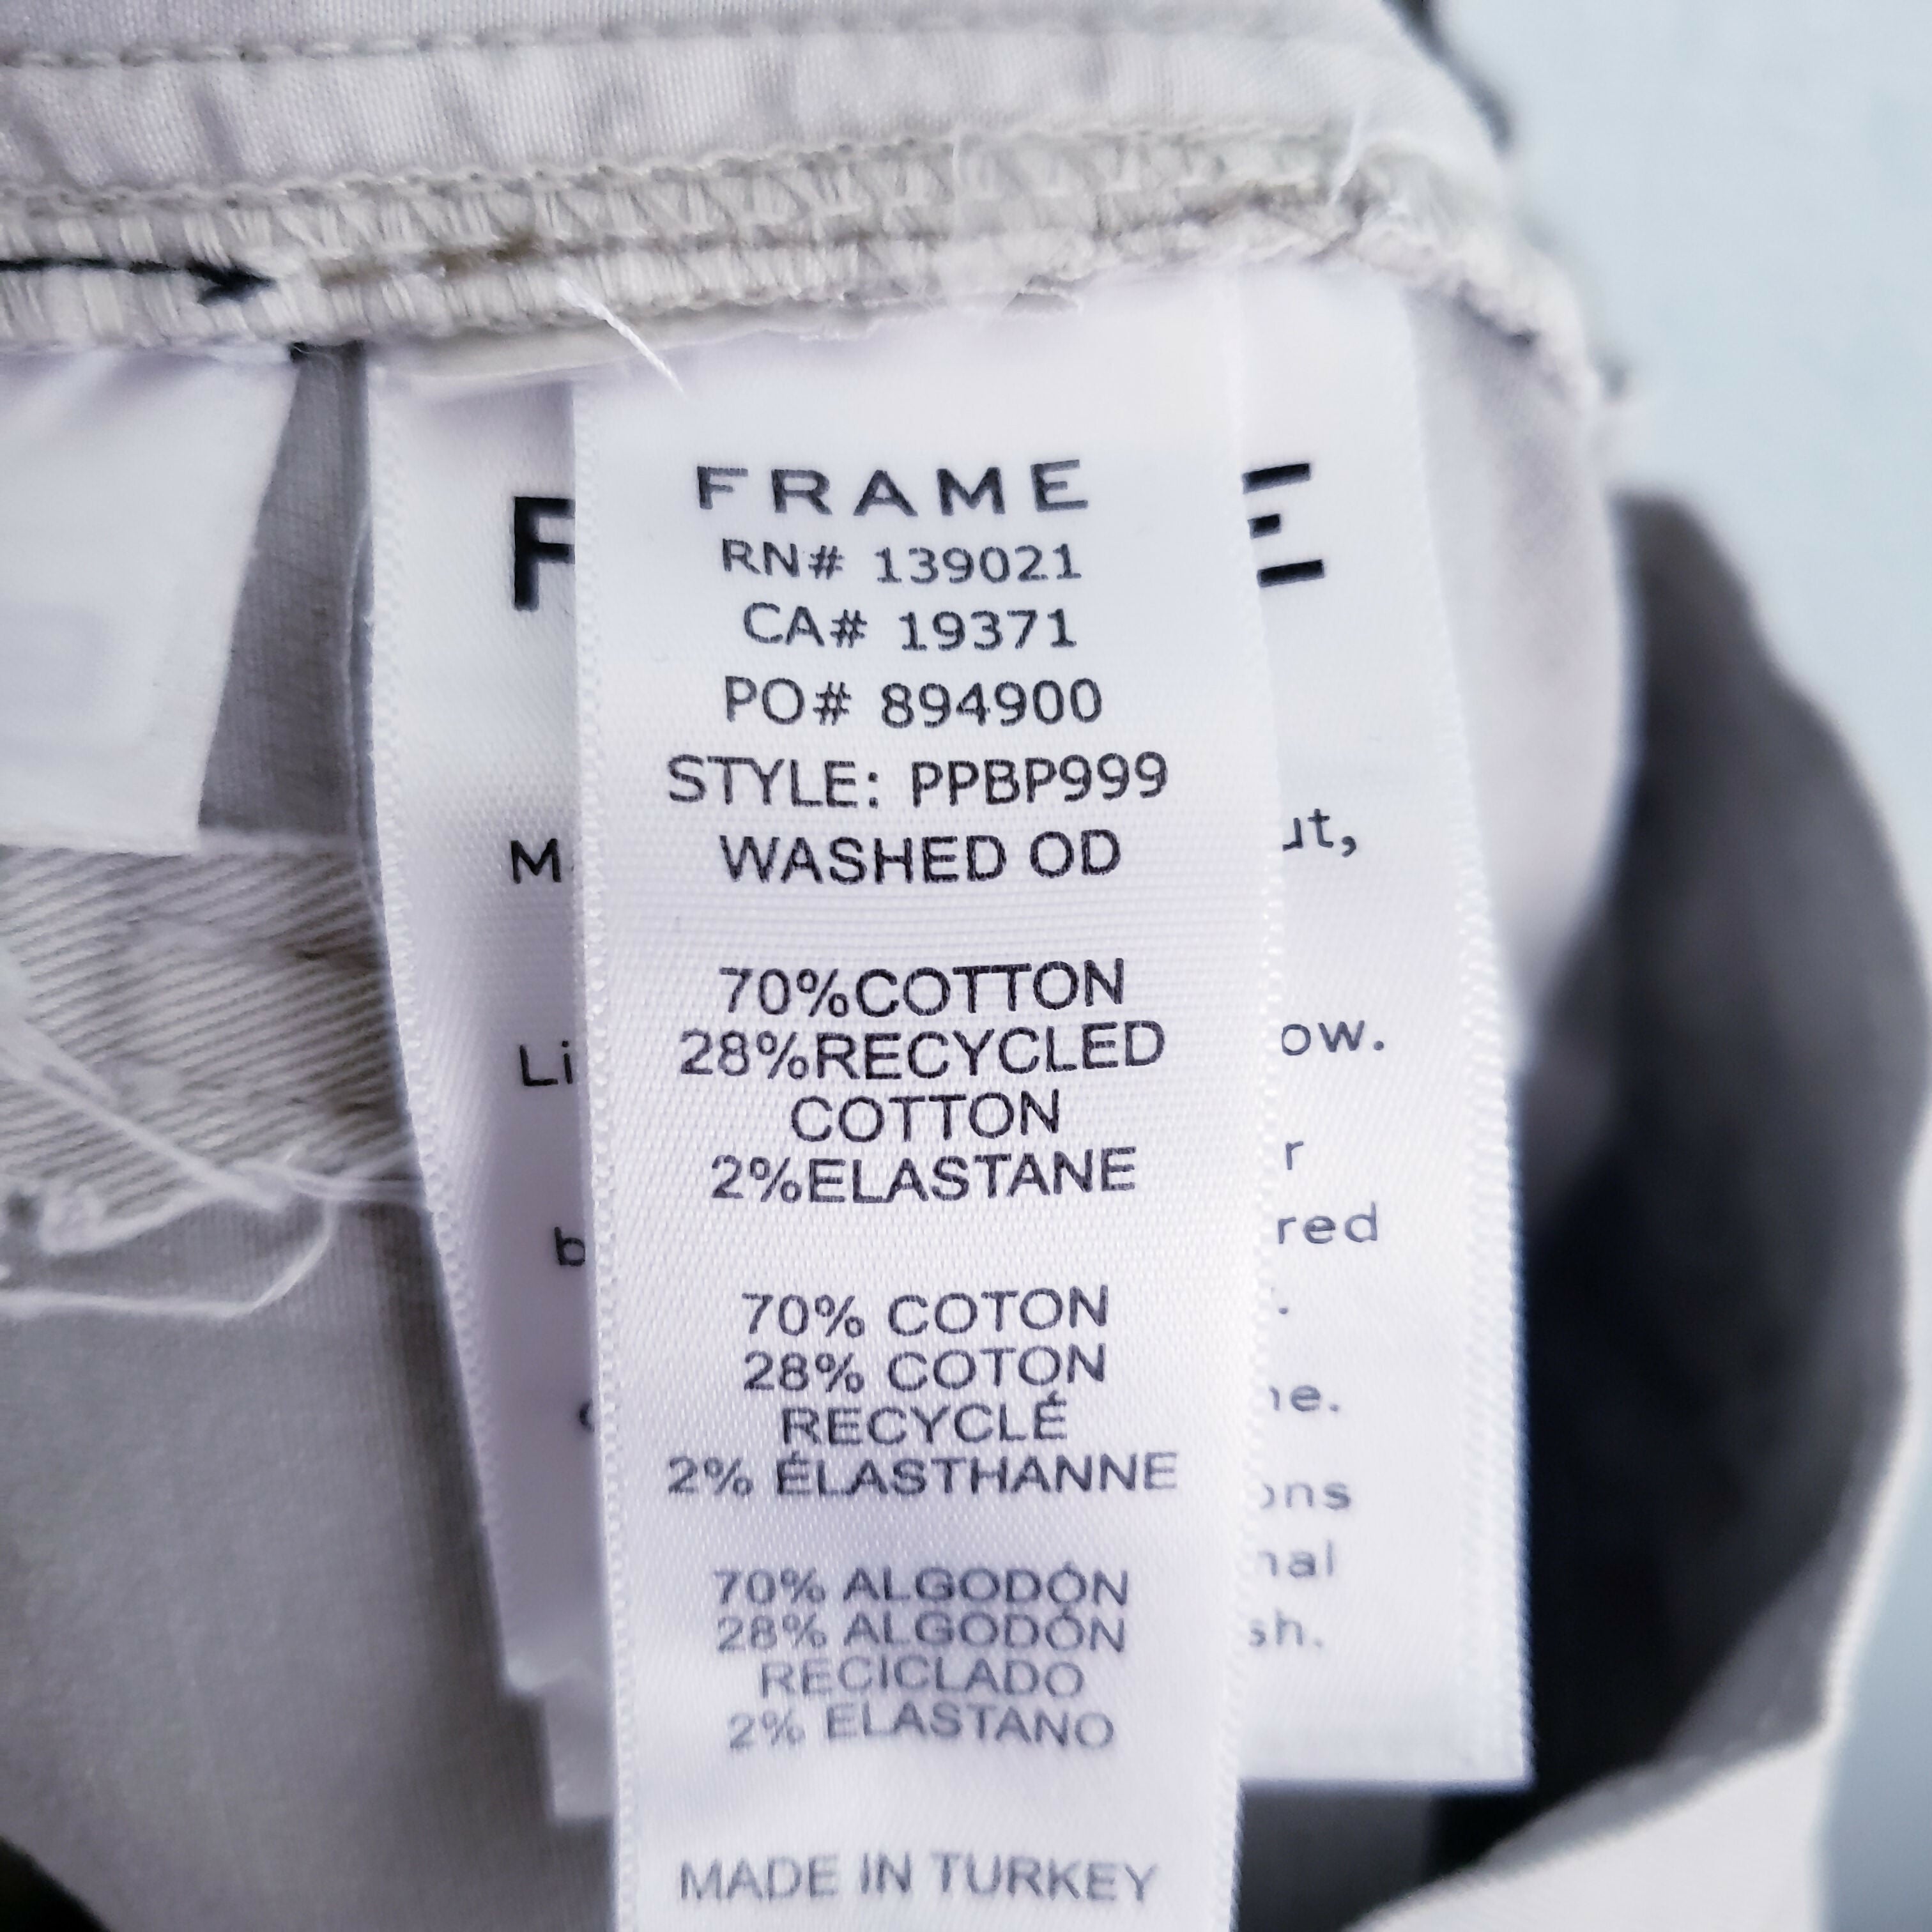 FRAME
RN# 139021
CA# 19371
PO# 894900
STYLE: PPBP999
WASHED OD
70%COTTON
28%RECYCLED
COTTON
2%ELASTANE
70% COTON
28% COTON
RECYCLÉ
2% ÉLASTHANNE
70% ALGODÓN
28% ALGODÓN
RECICLADO
2% ELASTANO
MADE IN TURKEY